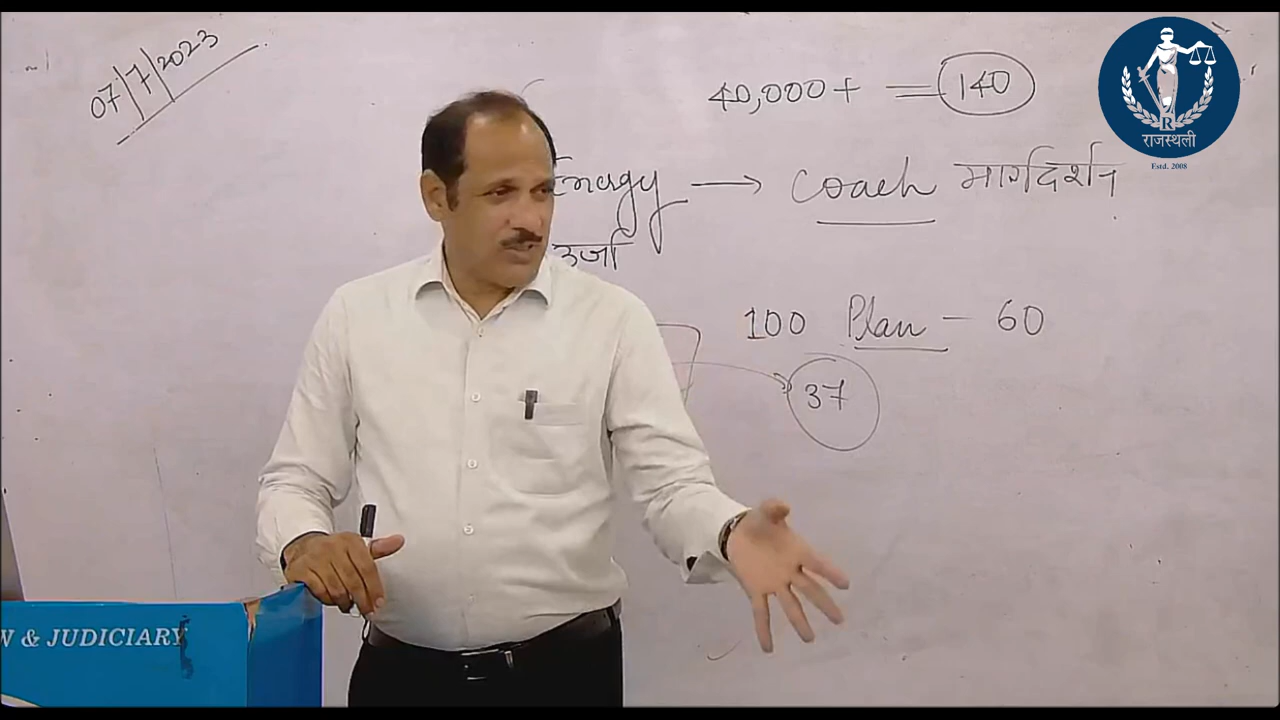 07/7/2023
40,000+ = 140
Energy → coach मार्गदर्शन
उर्जा
100 Plan - 60
37
R
राजस्थली
Estd. 2008
W & JUDICIARY